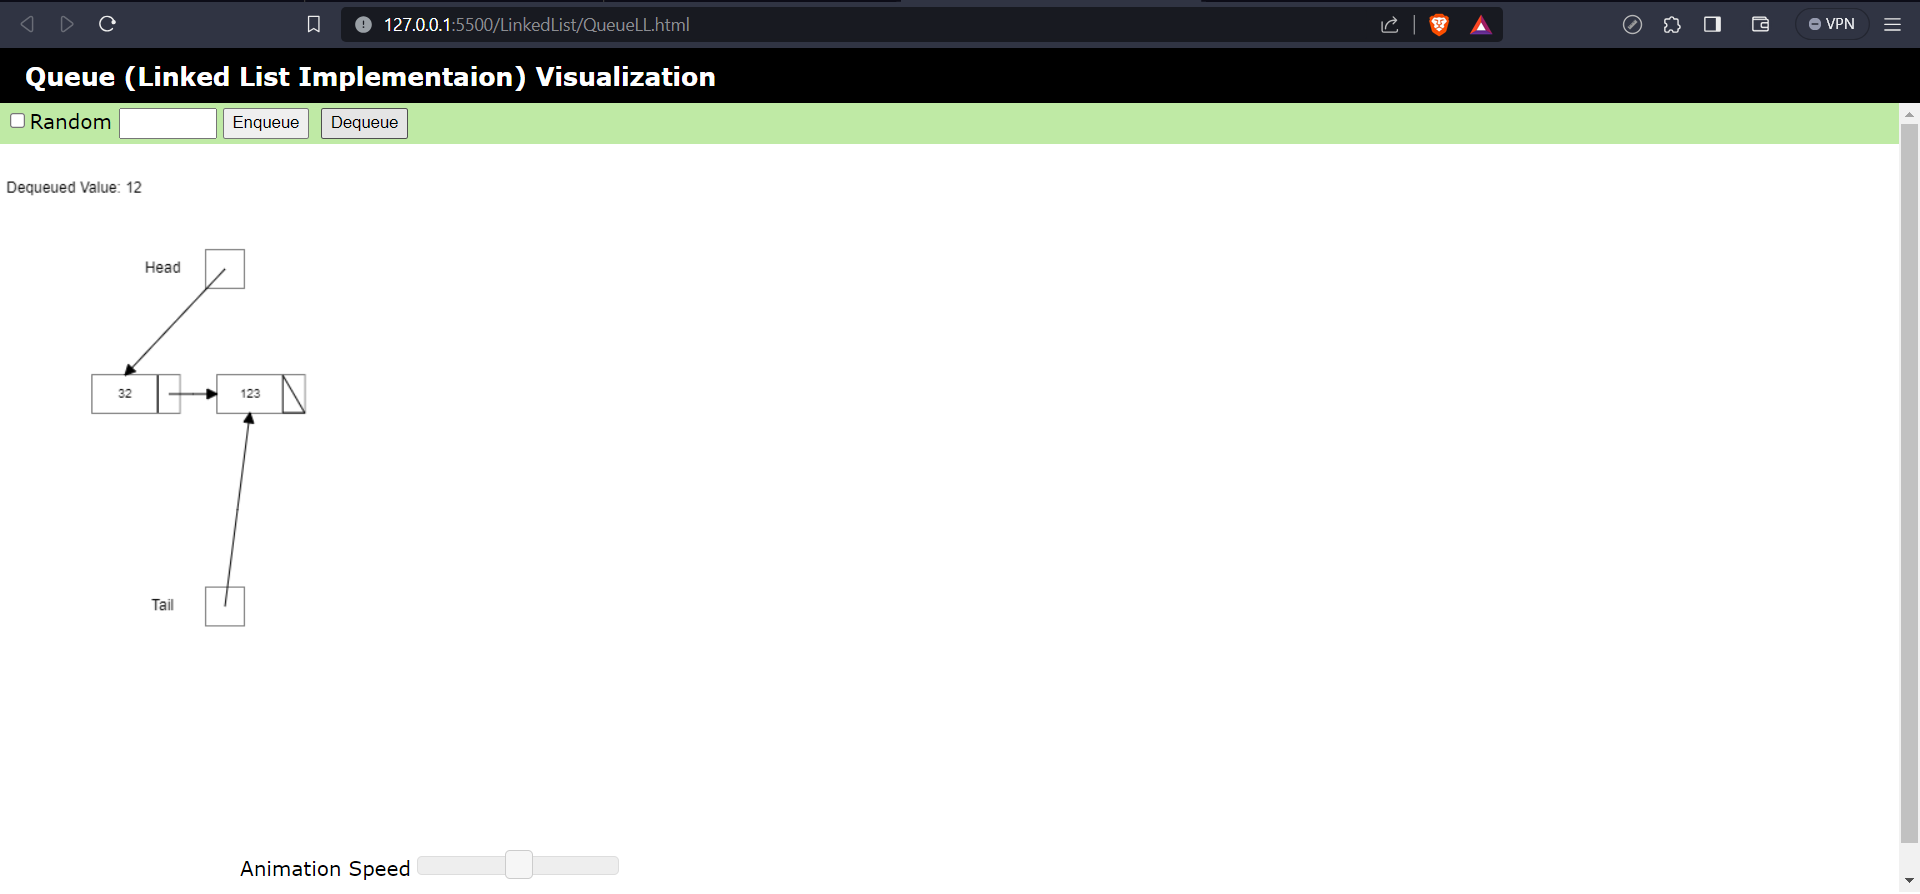 127.0.0.1:5500/LinkedList/QueueLL.html
VPN
Queue (Linked List Implementaion) Visualization
Random Enqueue Dequeue
Dequeued Value: 12
Head
32 123
Tail
Animation Speed